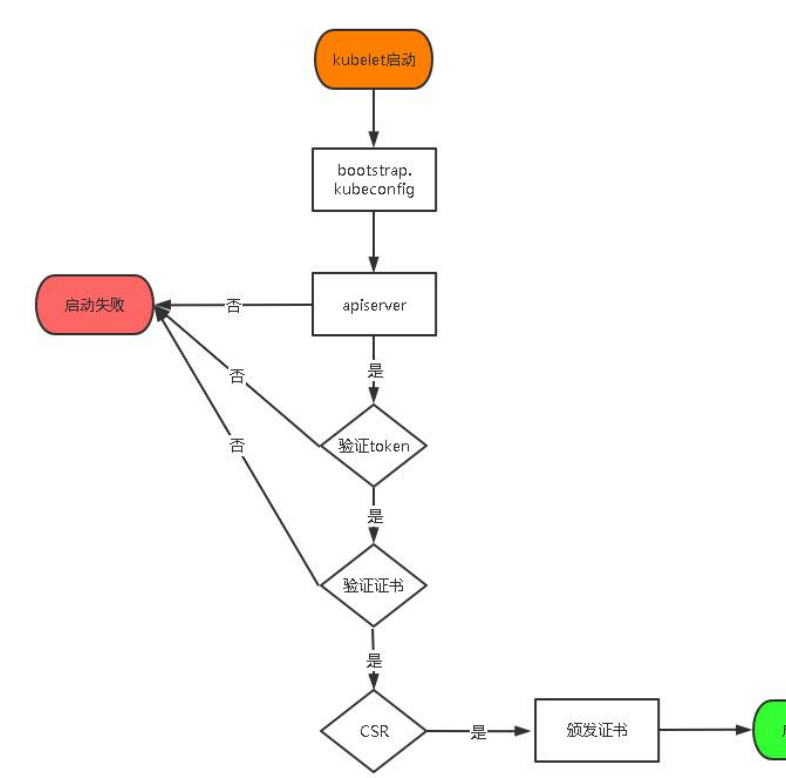 kubelet启动
bootstrap.
kubeconfig
启动失败
否
apiserver
是
否
验证token
否
是
验证证书
是
CSR
是
颁发证书